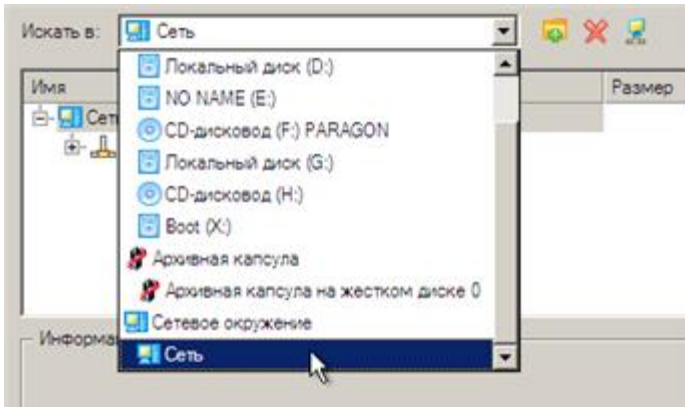 Искать в: Сеть
Локальный диск (D:)
Имя
Размер
NO NAME (E:)
Сет
CD-дисковод (F:) PARAGON
Локальный диск (G:)
CD-дисковод (H:)
Boot (X:)
Архивная капсула
Архивная капсула на жестком диске 0
Сетевое окружение
Информа
Сеть